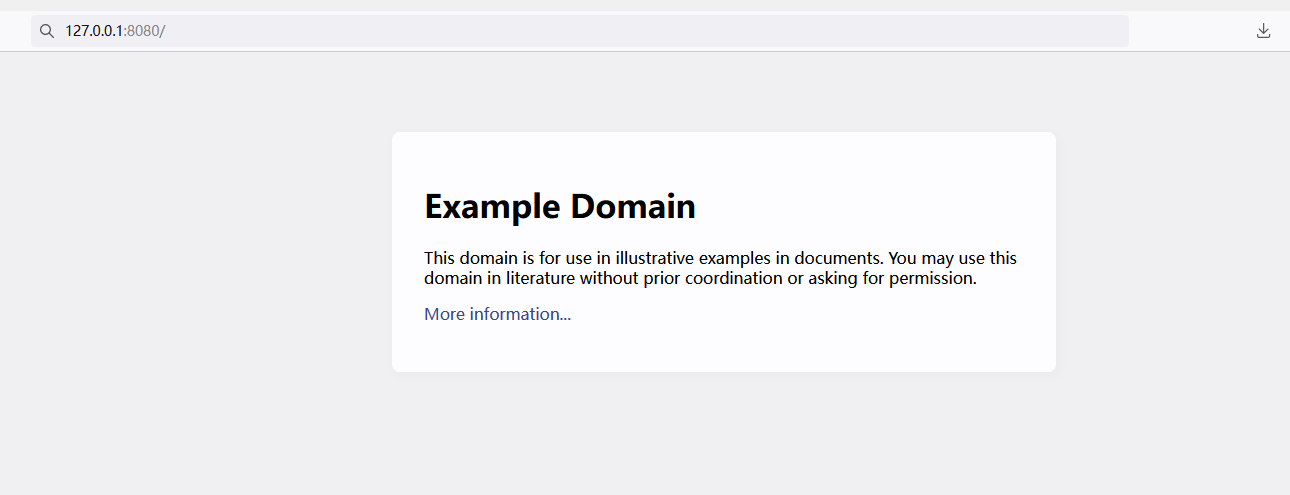 127.0.0.1:8080/
Example Domain
This domain is for use in illustrative examples in documents. You may use this
domain in literature without prior coordination or asking for permission.
More information...